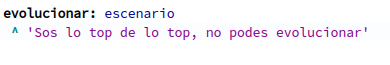 evolucionar: escenario
^ 'Sos lo top de lo top, no podes evolucionar'